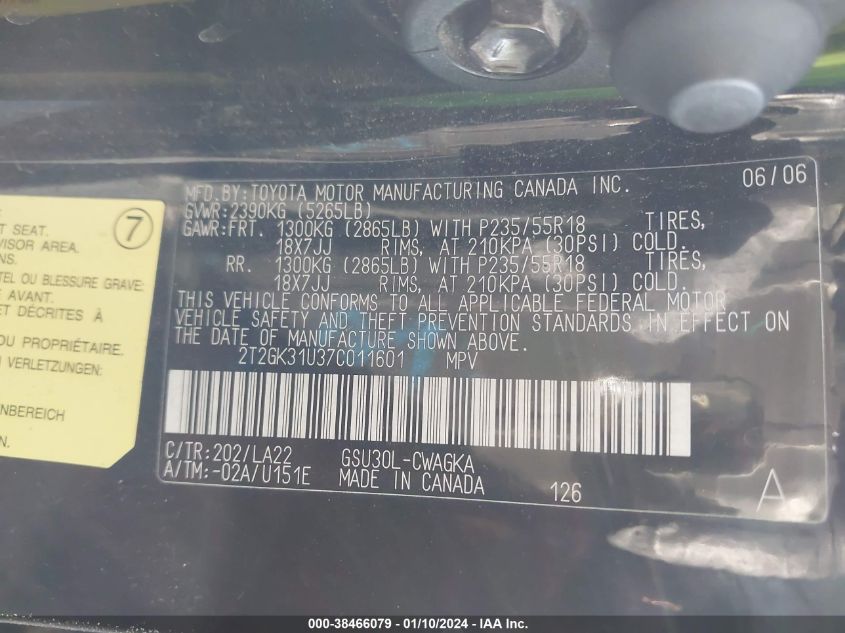 MFD. BY: TOYOTA MOTOR MANUFACTURING CANADA INC. 06/06
GVWR: 2390KG (5265LB)
GAWR: FRT. 1300KG (2865LB) WITH P235/55R18 TIRES,
18X7JJ RIMS, AT 210KPA (30PSI) COLD.
RR. 1300KG (2865LB) WITH P235/55R18 TIRES,
18X7JJ RIMS, AT 210KPA (30PSI) COLD.
THIS VEHICLE CONFORMS TO ALL APPLICABLE FEDERAL MOTOR
VEHICLE SAFETY AND THEFT PREVENTION STANDARDS IN EFFECT ON
THE DATE OF MANUFACTURE SHOWN ABOVE.
2T2GK31U37C011601 MPV
C/TR: 202/LA22 GSU30L-CWAGKA
A/TM: -02A/U151E MADE IN CANADA 126 A
7
T SEAT.
VISOR AREA.
NS.
TEL OU BLESSURE GRAVE:
E AVANT.
ET DÉCRITES À
DU PROPRIÉTAIRE.
N VERLETZUNGEN.
NBEREICH
000-38466079 - 01/10/2024 - IAA Inc.